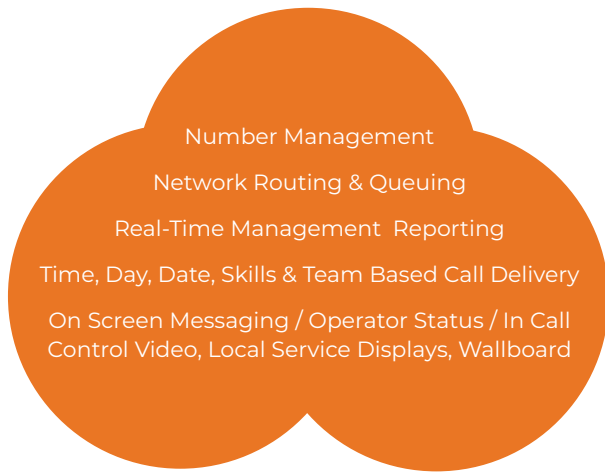 Number Management
Network Routing & Queuing
Real-Time Management  Reporting
Time, Day, Date, Skills & Team Based Call Delivery
On Screen Messaging / Operator Status / In Call
Control Video, Local Service Displays, Wallboard